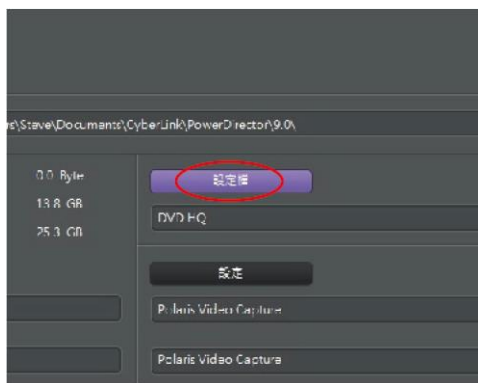 rs\Steve\Documents\CyberLink\PowerDirector\9.0\
0.0 Byte
設定檔
13.8 GB
DVD HQ
25.3 GB
設定
Polaris Video Capture
Polaris Video Capture